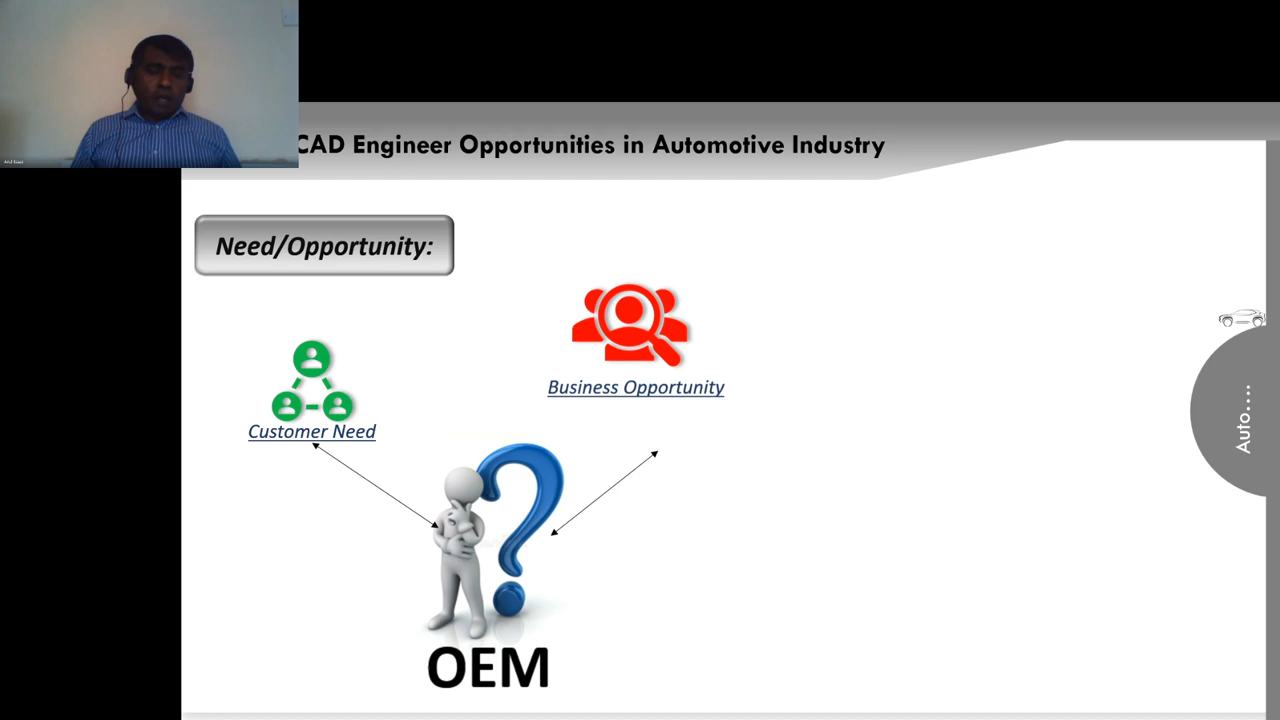 CAD Engineer Opportunities in Automotive Industry
Need/Opportunity:
Business Opportunity
Customer Need
Auto....
OEM